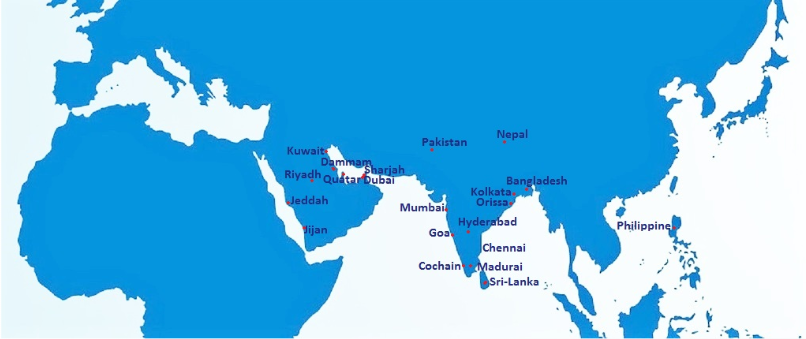 Nepal
Pakistan
Kuwait
Dammam
Sharjah
Riyadh
Quatar
Dubai
Bangladesh
Kolkata
Jeddah
Orissa
Mumbai
Hyderabad
Philippine
Jijan
Goa
Chennai
Cochain
Madurai
Sri-Lanka